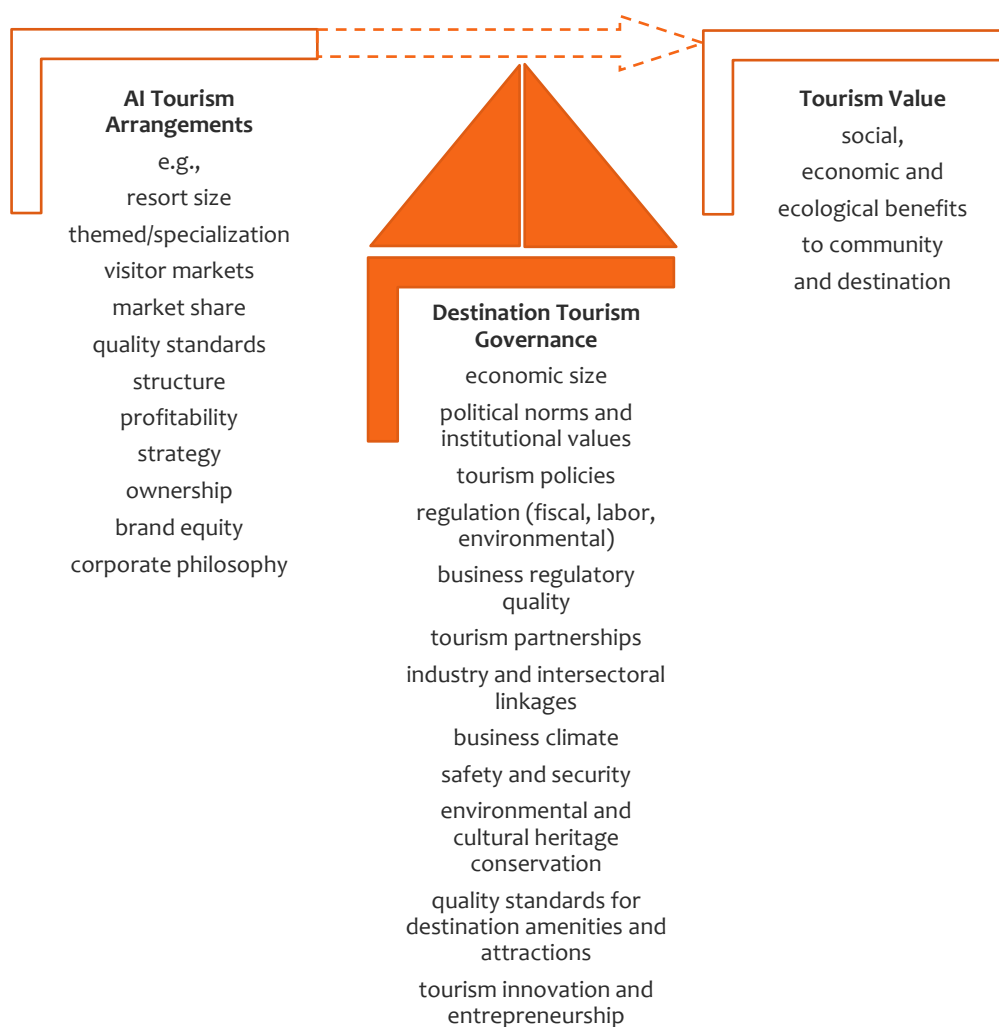 AI Tourism
Arrangements
e.g.,
resort size
themed/specialization
visitor markets
market share
quality standards
structure
profitability
strategy
ownership
brand equity
corporate philosophy
Destination Tourism
Governance
economic size
political norms and
institutional values
tourism policies
regulation (fiscal, labor,
environmental)
business regulatory
quality
tourism partnerships
industry and intersectoral
linkages
business climate
safety and security
environmental and
cultural heritage
conservation
quality standards for
destination amenities and
attractions
tourism innovation and
entrepreneurship
Tourism Value
social,
economic and
ecological benefits
to community
and destination